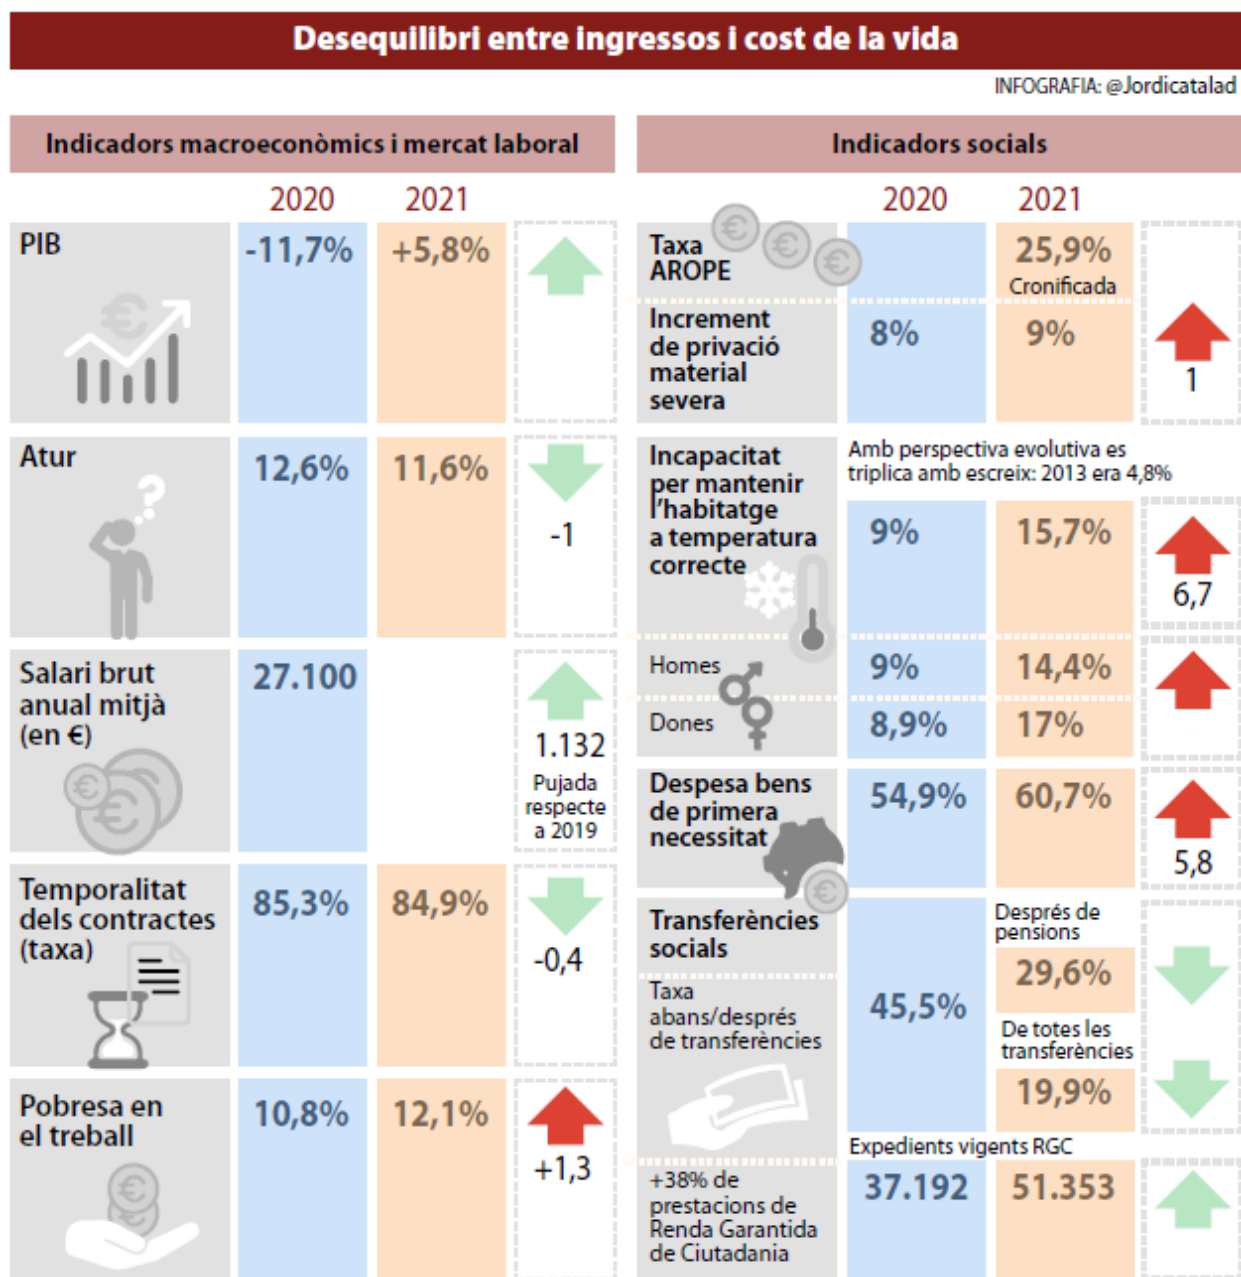 Desequilibri entre ingressos i cost de la vida
INFOGRAFIA: @Jordicatalad
Indicadors macroeconòmics i mercat laboral
2020 2021
PIB
-11,7% +5,8%
Atur
12,6% 11,6%
-1
Salari brut
anual mitjà
(en €)
27.100
1.132
Pujada
respecte
a 2019
Temporalitat
dels contractes
(taxa)
85,3% 84,9%
-0,4
Pobresa en
el treball
10,8% 12,1%
+1,3
Indicadors socials
2020 2021
Taxa
AROPE
25,9%
Cronificada
Increment
de privació
material
severa
8% 9%
1
Incapacitat
per mantenir
l'habitatge
a temperatura
correcte
Amb perspectiva evolutiva es
triplica amb escreix: 2013 era 4,8%
9% 15,7%
6,7
Homes
9% 14,4%
Dones
8,9% 17%
Despesa bens
de primera
necessitat
54,9% 60,7%
5,8
Transferències
socials
Taxa
abans/després
de transferències
45,5%
Després de
pensions
29,6%
De totes les
transferències
19,9%
Expedients vigents RGC
+38% de
prestacions de
Renda Garantida
de Ciutadania
37.192 51.353